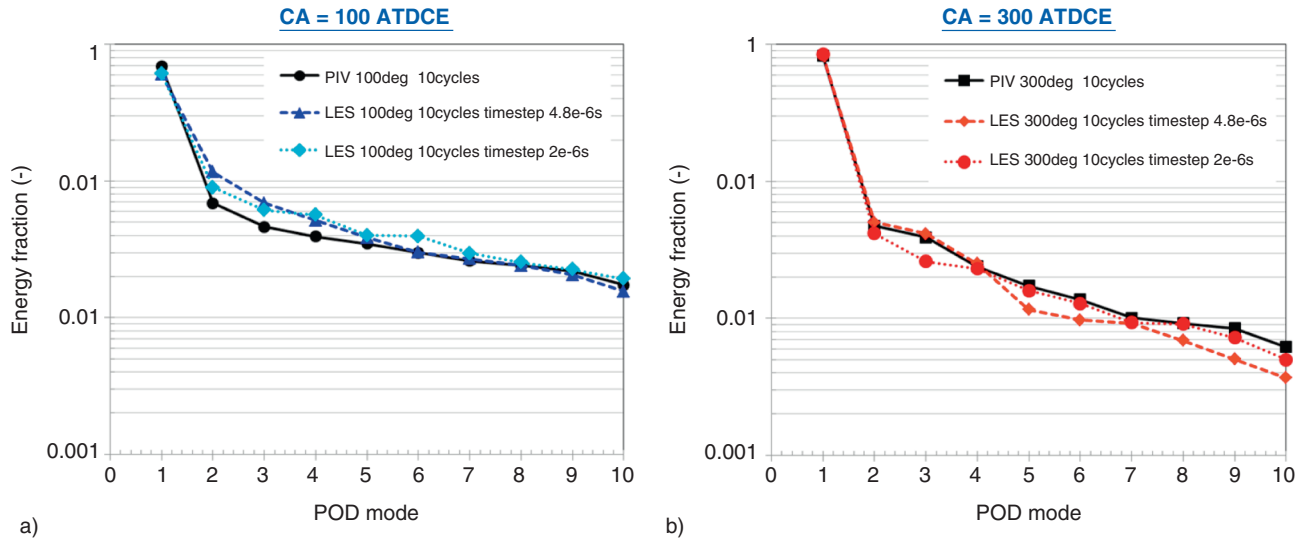 CA = 100 ATDCE
1
0.01
0.01
0.001
Energy fraction (-)
PIV 100deg 10cycles
LES 100deg 10cycles timestep 4.8e-6s
LES 100deg 10cycles timestep 2e-6s
0 1 2 3 4 5 6 7 8 9 10
POD mode
a)
CA = 300 ATDCE
1
0.01
0.01
0.001
Energy fraction (-)
PIV 300deg 10cycles
LES 300deg 10cycles timestep 4.8e-6s
LES 300deg 10cycles timestep 2e-6s
0 1 2 3 4 5 6 7 8 9 10
POD mode
b)